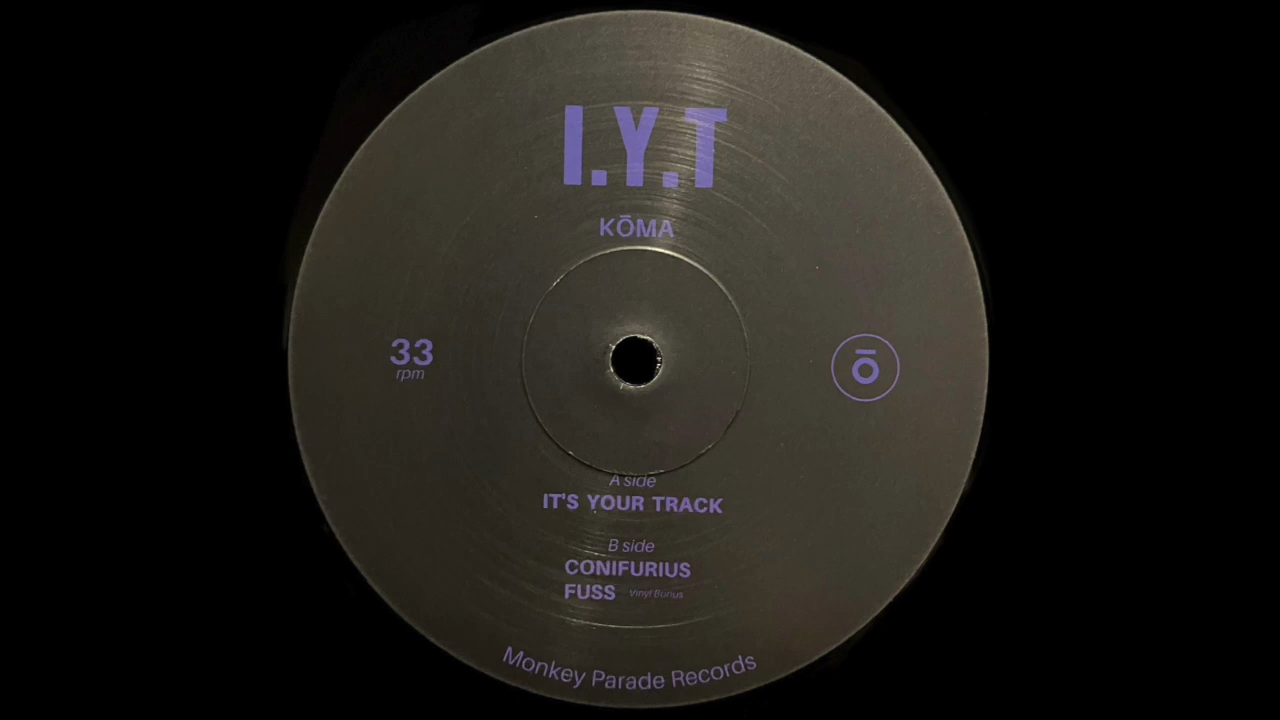 I.Y.T
KŌMA
33
rpm
ō
A side
IT'S YOUR TRACK
B side
CONIFURIUS
FUSS Vinyl Bonus
Monkey Parade Records